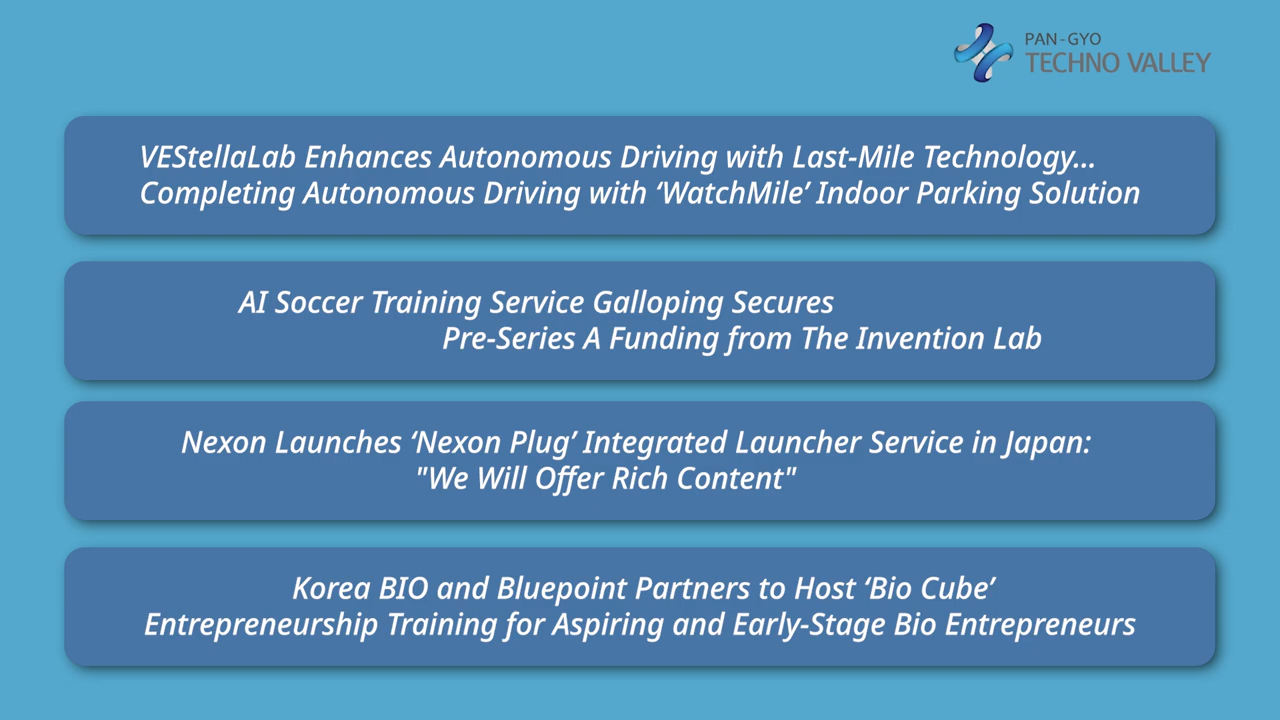 PAN-GYO
TECHNO VALLEY
VEStellaLab Enhances Autonomous Driving with Last-Mile Technology...
Completing Autonomous Driving with ‘WatchMile’ Indoor Parking Solution
AI Soccer Training Service Galloping Secures
Pre-Series A Funding from The Invention Lab
Nexon Launches ‘Nexon Plug’ Integrated Launcher Service in Japan:
"We Will Offer Rich Content"
Korea BIO and Bluepoint Partners to Host ‘Bio Cube’
Entrepreneurship Training for Aspiring and Early-Stage Bio Entrepreneurs